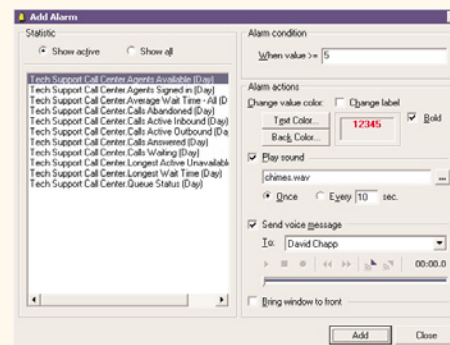 Add Alarm
Statistic
Show active Show all
Tech Support Call Center.Agents Available (Day)
Tech Support Call Center.Agents Signed in (Day)
Tech Support Call Center.Average Wait Time - All (D
Tech Support Call Center.Calls Abandoned (Day)
Tech Support Call Center.Calls Active Inbound (Day)
Tech Support Call Center.Calls Active Outbound (Da
Tech Support Call Center.Calls Answered (Day)
Tech Support Call Center.Calls Waiting (Day)
Tech Support Call Center.Longest Active Unavailabl
Tech Support Call Center.Longest Wait Time (Day)
Tech Support Call Center.Queue Status (Day)
Alarm condition
When value >= 5
Alarm actions
Change value color: Change label
Text Color...
Back Color...
12345
Bold
Play sound
chimes.wav ...
Once Every 10 sec.
Send voice message
To: David Chapp
00:00.0
Bring window to front
Add Close